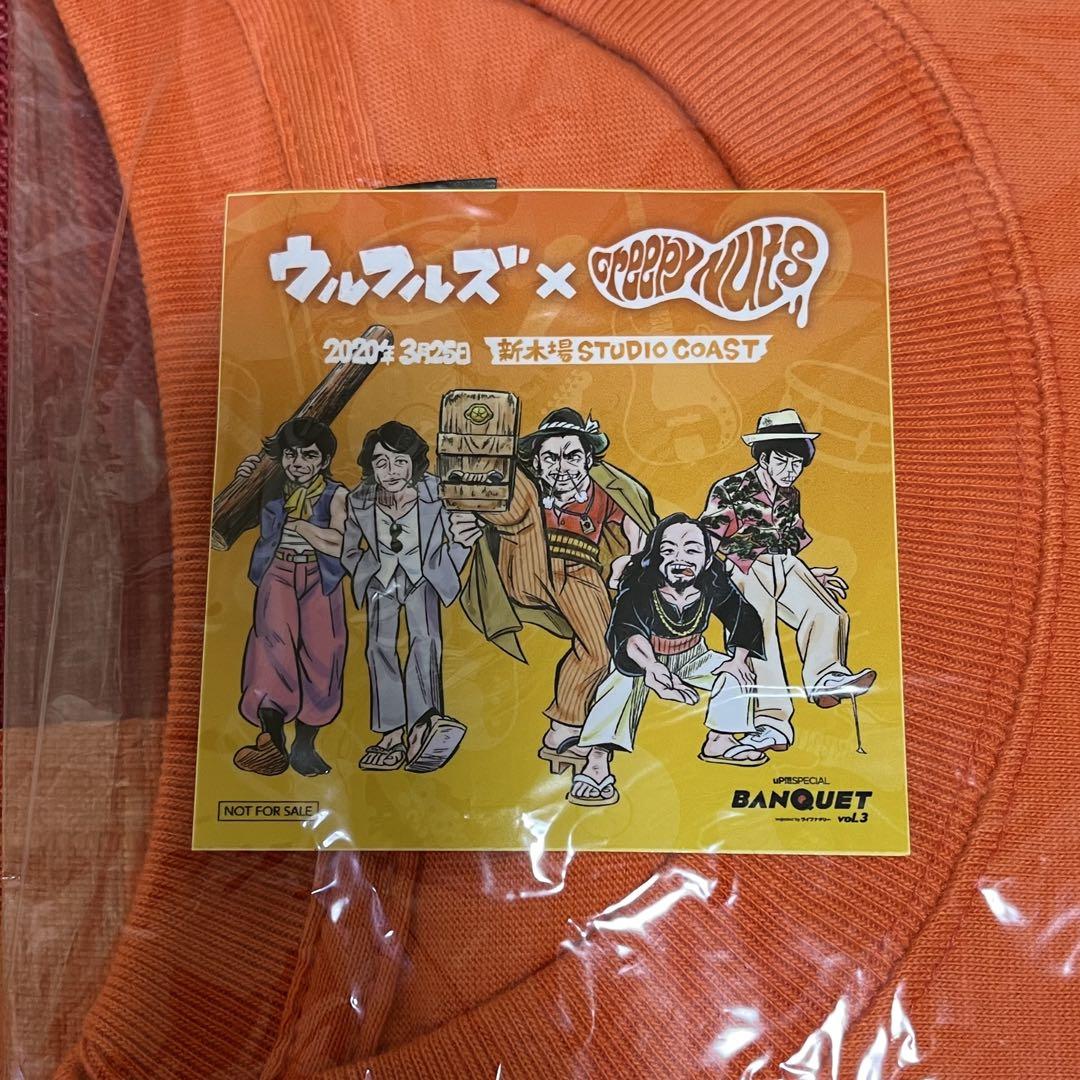 ウルフルズ×Creepy Nuts
2020年3月25日 新木場STUDIO COAST
NOT FOR SALE
uP!!!SPECIAL
BANQUET
vol.3